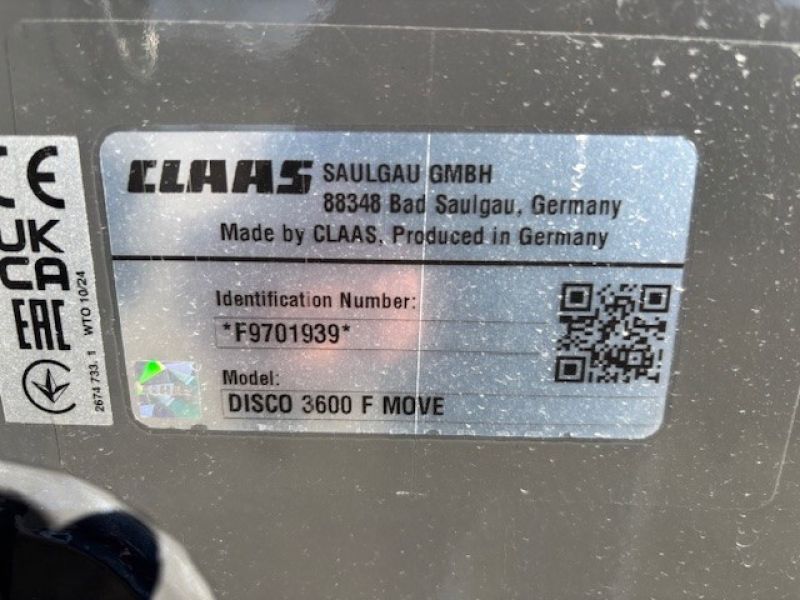 CLAAS SAULGAU GMBH
88348 Bad Saulgau, Germany
Made by CLAAS, Produced in Germany
Identification Number:
*F9701939*
Model:
DISCO 3600 F MOVE
CE
UK
CA
EAC
WTO 10/24
2674 733. 1